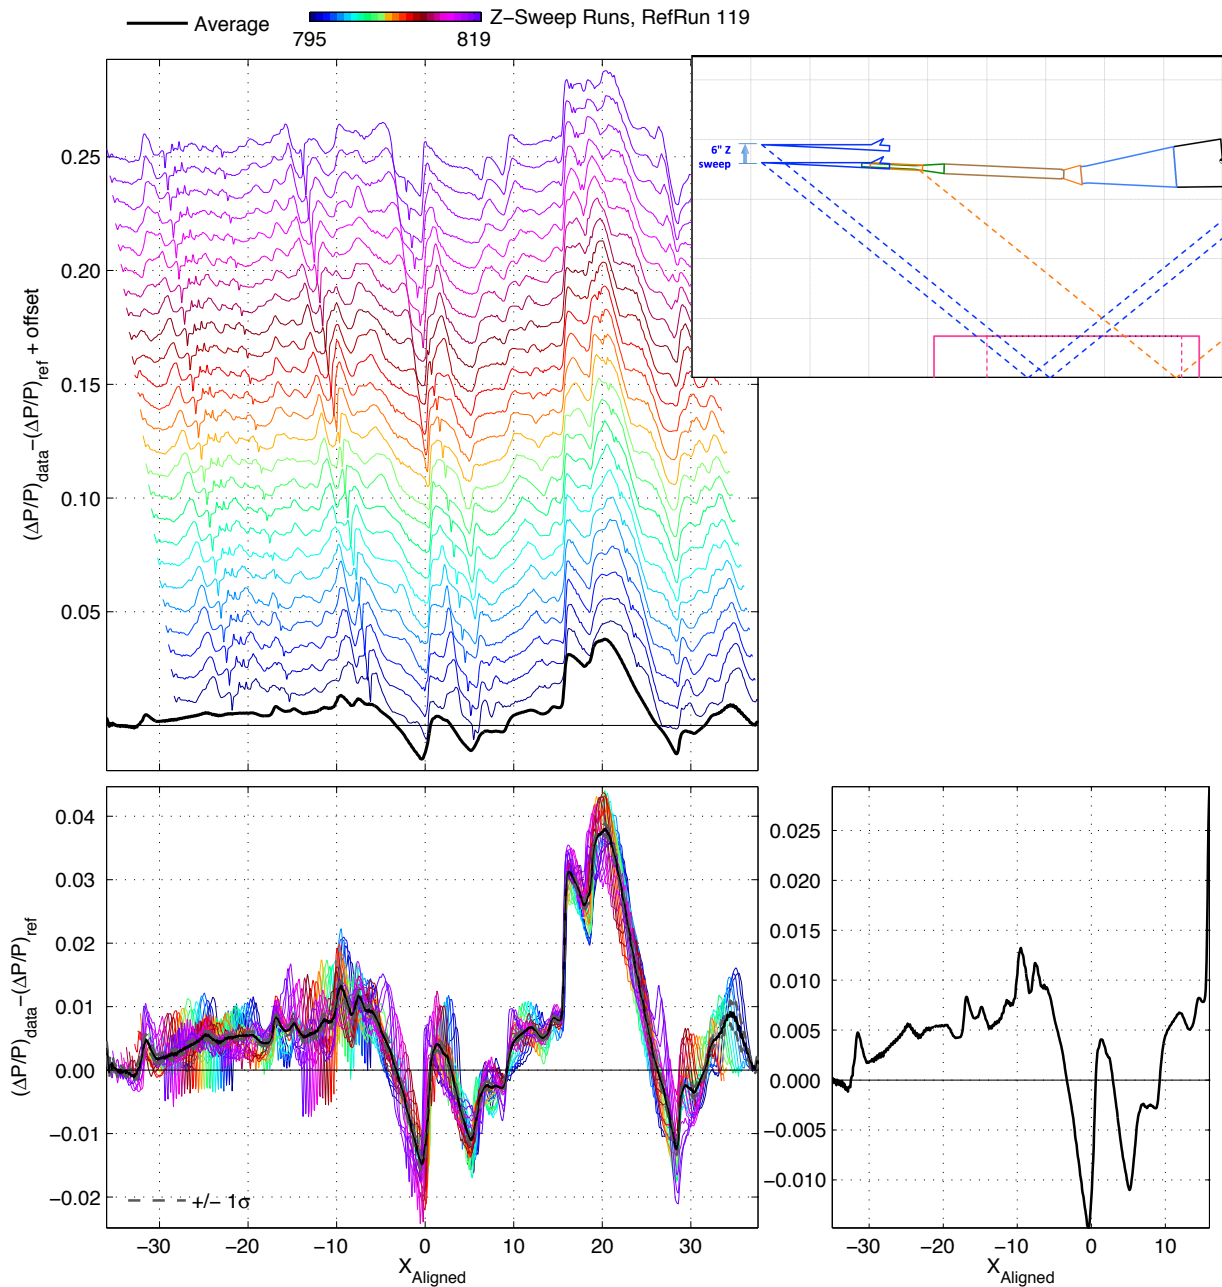 Average
Z-Sweep Runs, RefRun 119
795
819
0.25
0.20
0.15
0.10
0.05
(ΔP/P)data−(ΔP/P)ref + offset
6" Z
sweep
0.04
0.03
0.02
0.01
0.00
−0.01
−0.02
(ΔP/P)data−(ΔP/P)ref
+/− 1σ
−30 −20 −10 0 10 20 30
XAligned
0.025
0.020
0.015
0.010
0.005
0.000
−0.005
−0.010
−30 −20 −10 0 10
XAligned